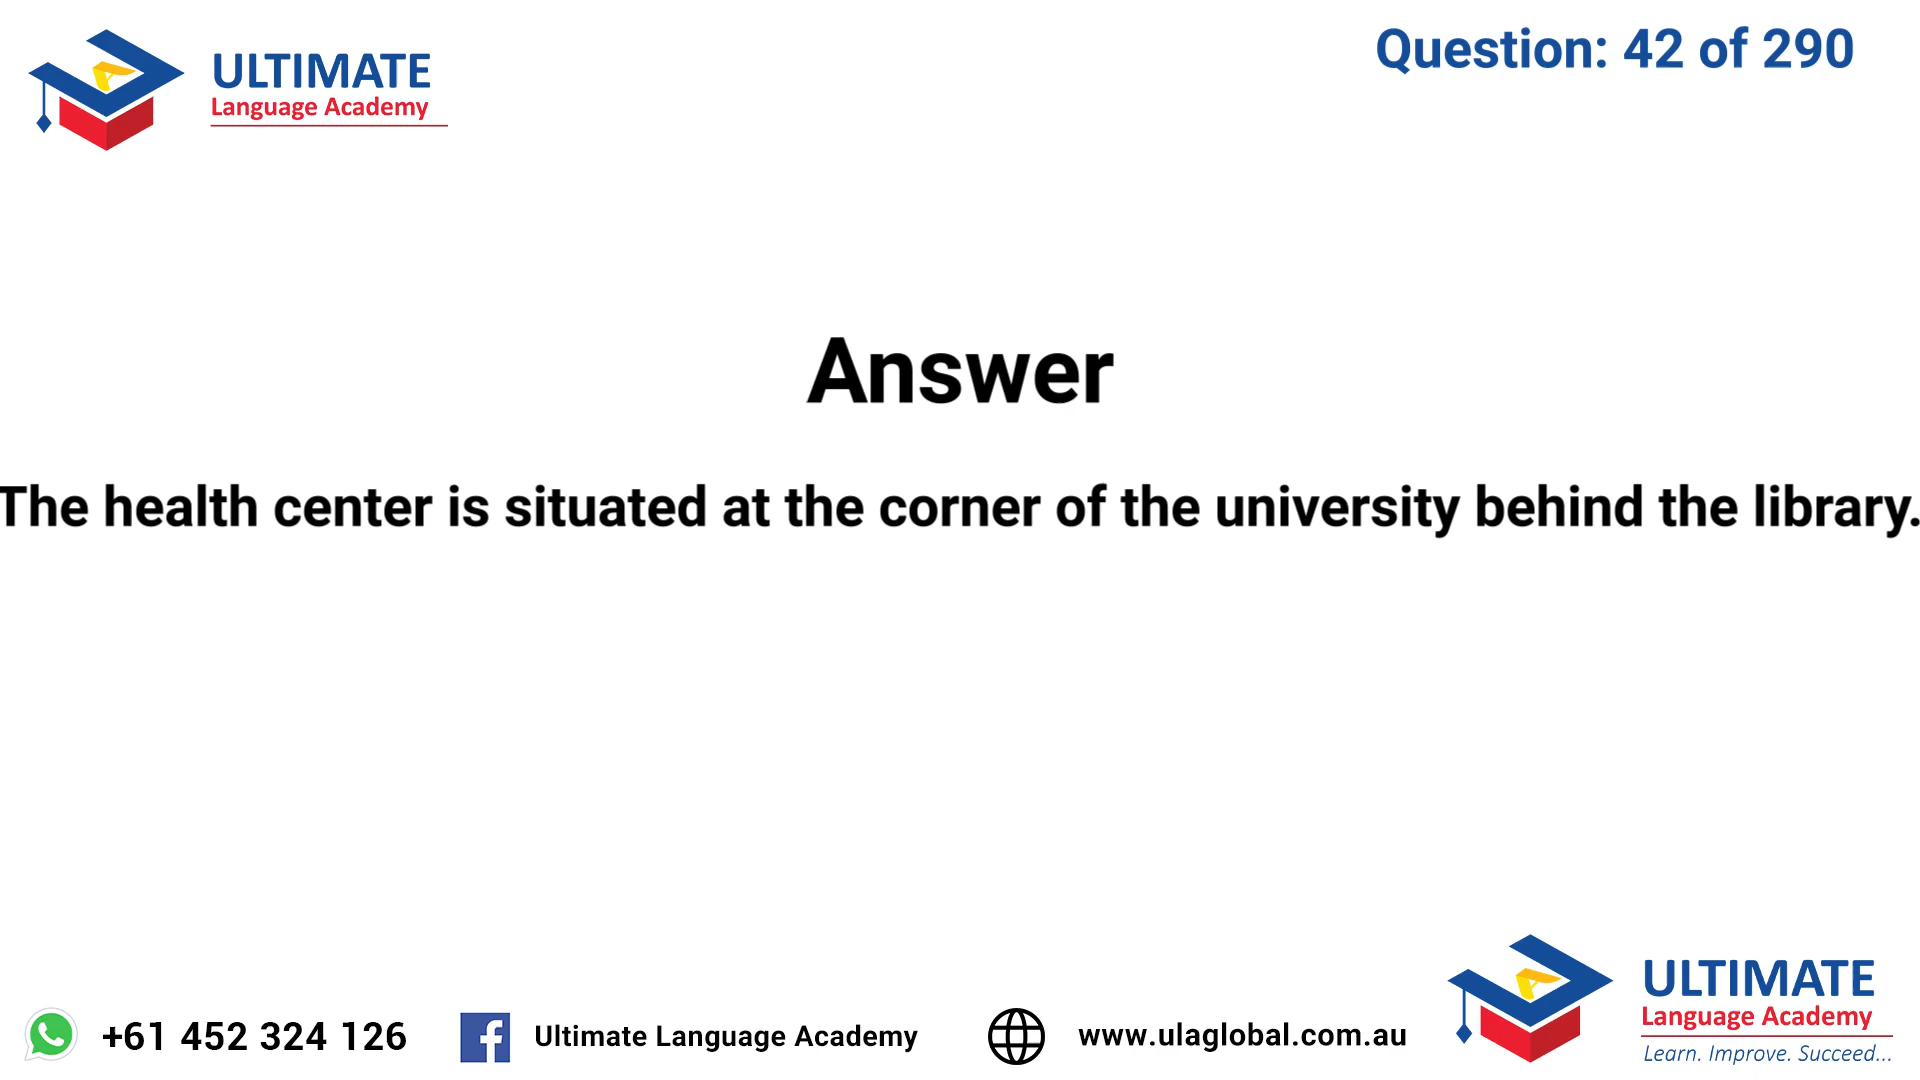 ULTIMATE
Language Academy
Question: 42 of 290
Answer
The health center is situated at the corner of the university behind the library.
+61 452 324 126
Ultimate Language Academy
www.ulaglobal.com.au
ULTIMATE
Language Academy
Learn. Improve. Succeed...